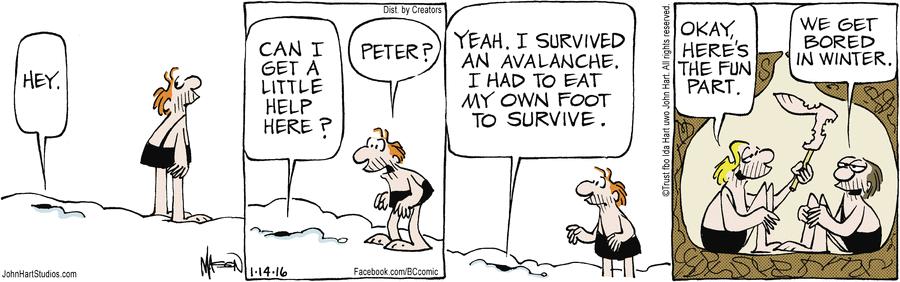 HEY.
JohnHartStudios.com
Dist. by Creators
CAN I
GET A
LITTLE
HELP
HERE?
PETER?
1·14·16
Facebook.com/BCcomic
YEAH. I SURVIVED
AN AVALANCHE.
I HAD TO EAT
MY OWN FOOT
TO SURVIVE.
©Trust fbo Ida Hart uwo John Hart. All rights reserved.
OKAY,
HERE'S
THE FUN
PART.
WE GET
BORED
IN WINTER.